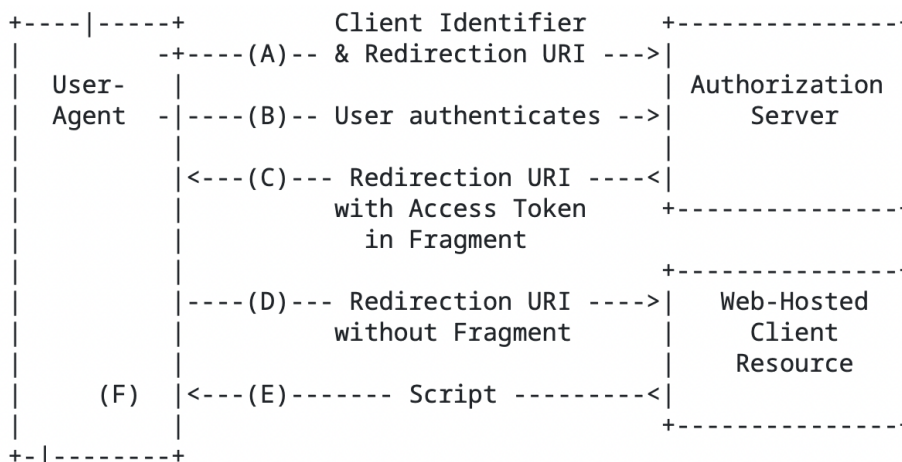 +----|-----+          Client Identifier     +---------------
|         -+----(A)-- & Redirection URI --->|
|  User-   |                                | Authorization
|  Agent  -|----(B)-- User authenticates -->|     Server
|          |                                |
|          |<---(C)--- Redirection URI ----<|
|          |          with Access Token     +---------------
|          |            in Fragment
|          |                                +---------------
|          |----(D)--- Redirection URI ---->|   Web-Hosted
|          |          without Fragment      |     Client
|          |                                |    Resource
|     (F)  |<---(E)------- Script ---------<|
|          |                                +---------------
+-|--------+